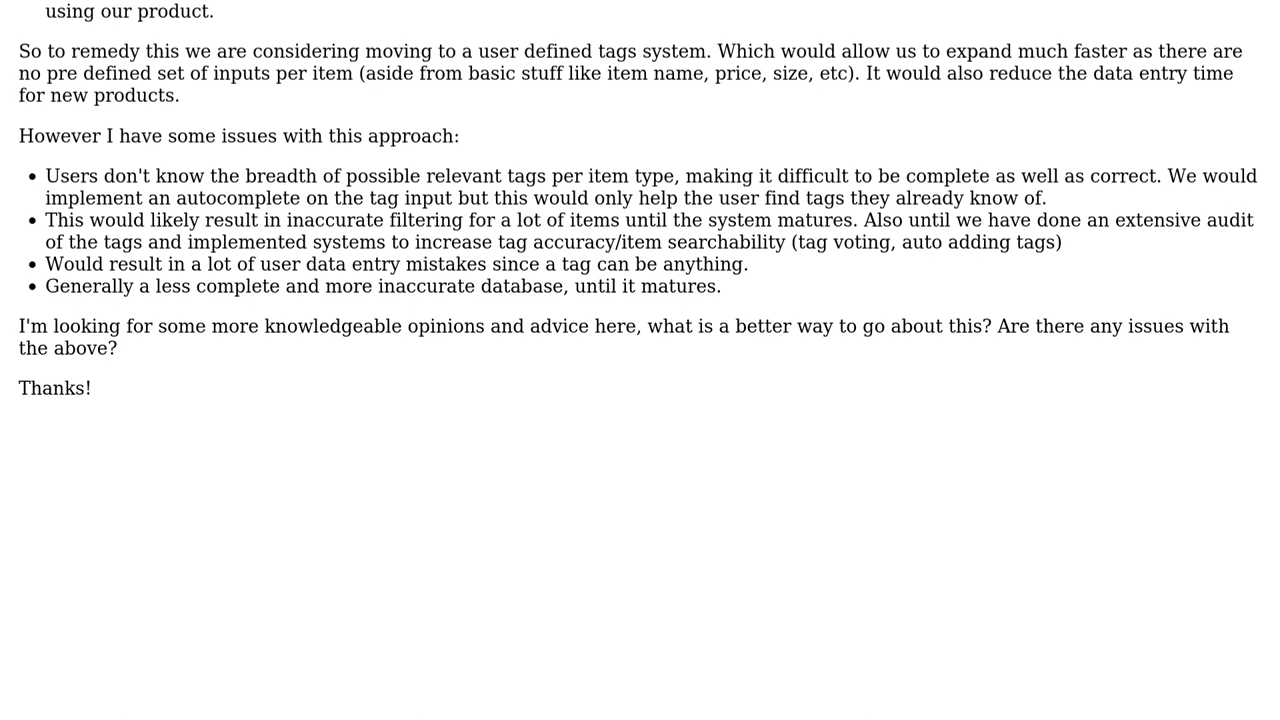 using our product.
So to remedy this we are considering moving to a user defined tags system. Which would allow us to expand much faster as there are
no pre defined set of inputs per item (aside from basic stuff like item name, price, size, etc). It would also reduce the data entry time
for new products.
However I have some issues with this approach:
• Users don't know the breadth of possible relevant tags per item type, making it difficult to be complete as well as correct. We would
implement an autocomplete on the tag input but this would only help the user find tags they already know of.
• This would likely result in inaccurate filtering for a lot of items until the system matures. Also until we have done an extensive audit
of the tags and implemented systems to increase tag accuracy/item searchability (tag voting, auto adding tags)
• Would result in a lot of user data entry mistakes since a tag can be anything.
• Generally a less complete and more inaccurate database, until it matures.
I'm looking for some more knowledgeable opinions and advice here, what is a better way to go about this? Are there any issues with
the above?
Thanks!